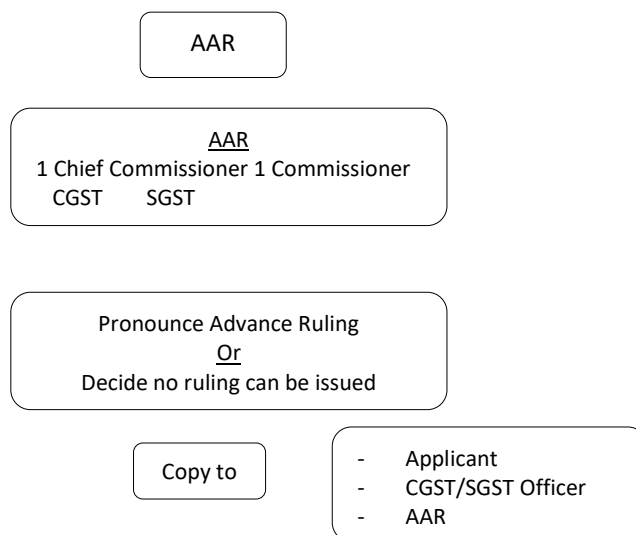 AAR
AAR
1 Chief Commissioner 1 Commissioner
CGST SGST
Pronounce Advance Ruling
Or
Decide no ruling can be issued
Copy to
- Applicant
- CGST/SGST Officer
- AAR